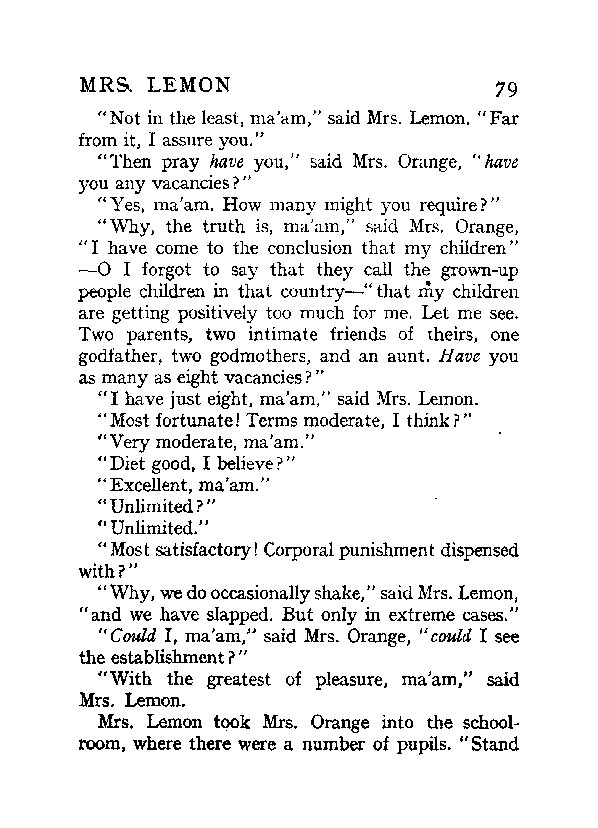 MRS. LEMON 79
"Not in the least, ma'am," said Mrs. Lemon. "Far
from it, I assure you."
"Then pray have you," said Mrs. Orange, "have
you any vacancies?"
"Yes, ma'am. How many might you require?"
"Why, the truth is, ma'am," said Mrs. Orange,
"I have come to the conclusion that my children"
—O I forgot to say that they call the grown-up
people children in that country—"that my children
are getting positively too much for me. Let me see.
Two parents, two intimate friends of theirs, one
godfather, two godmothers, and an aunt. Have you
as many as eight vacancies?"
"I have just eight, ma'am," said Mrs. Lemon.
"Most fortunate! Terms moderate, I think?"
"Very moderate, ma'am."
"Diet good, I believe?"
"Excellent, ma'am."
"Unlimited?"
"Unlimited."
"Most satisfactory! Corporal punishment dispensed
with?"
"Why, we do occasionally shake," said Mrs. Lemon,
"and we have slapped. But only in extreme cases."
"Could I, ma'am," said Mrs. Orange, "could I see
the establishment?"
"With the greatest of pleasure, ma'am," said
Mrs. Lemon.
Mrs. Lemon took Mrs. Orange into the school-
room, where there were a number of pupils. "Stand